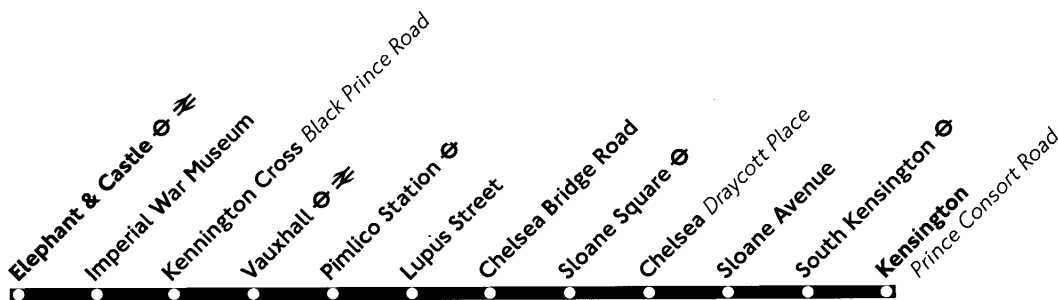 Elephant & Castle
Imperial War Museum
Kennington Cross Black Prince Road
Vauxhall
Pimlico Station
Lupus Street
Chelsea Bridge Road
Sloane Square
Chelsea Draycott Place
Sloane Avenue
South Kensington
Kensington
Prince Consort Road